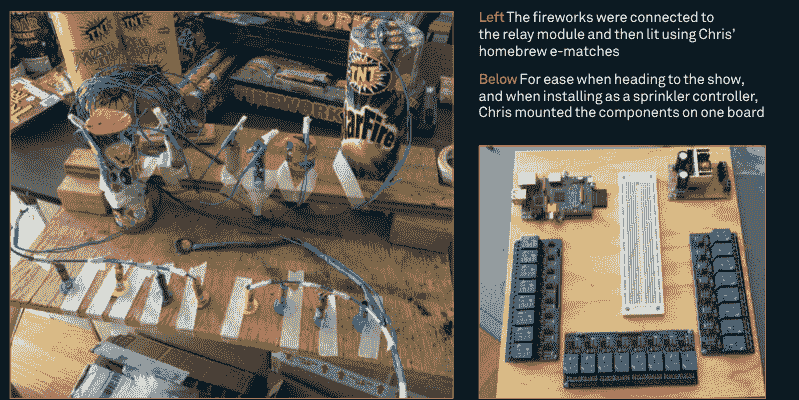 Left The fireworks were connected to
the relay module and then lit using Chris’
homebrew e-matches
Below For ease when heading to the show,
and when installing as a sprinkler controller,
Chris mounted the components on one board
TNT
TNT
FIREWORKS